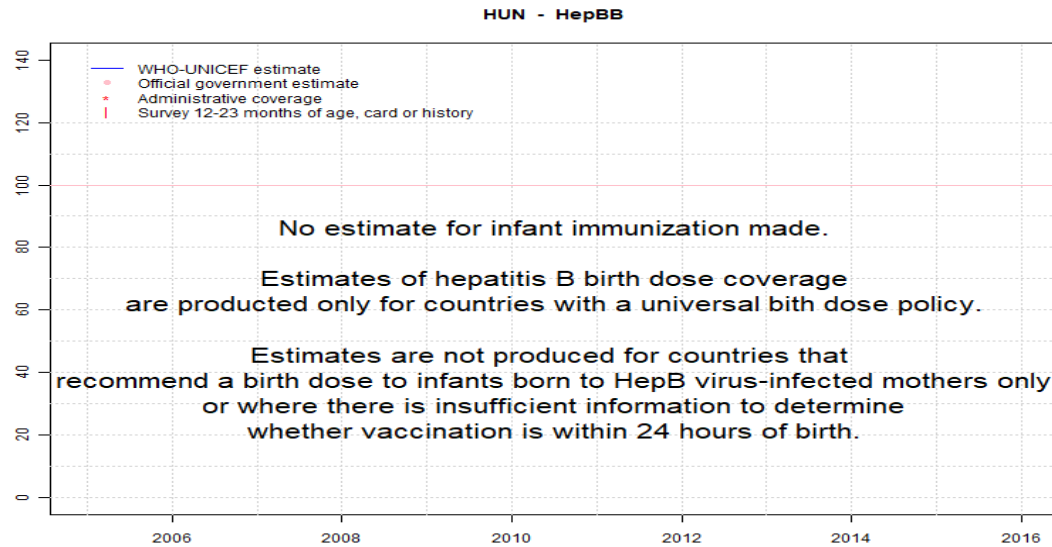 HUN - HepBB
WHO-UNICEF estimate
Official government estimate
Administrative coverage
Survey 12-23 months of age, card or history
140
120
100
80
60
40
20
0
No estimate for infant immunization made.
Estimates of hepatitis B birth dose coverage
are producted only for countries with a universal bith dose policy.
Estimates are not produced for countries that
recommend a birth dose to infants born to HepB virus-infected mothers only
or where there is insufficient information to determine
whether vaccination is within 24 hours of birth.
2006 2008 2010 2012 2014 2016